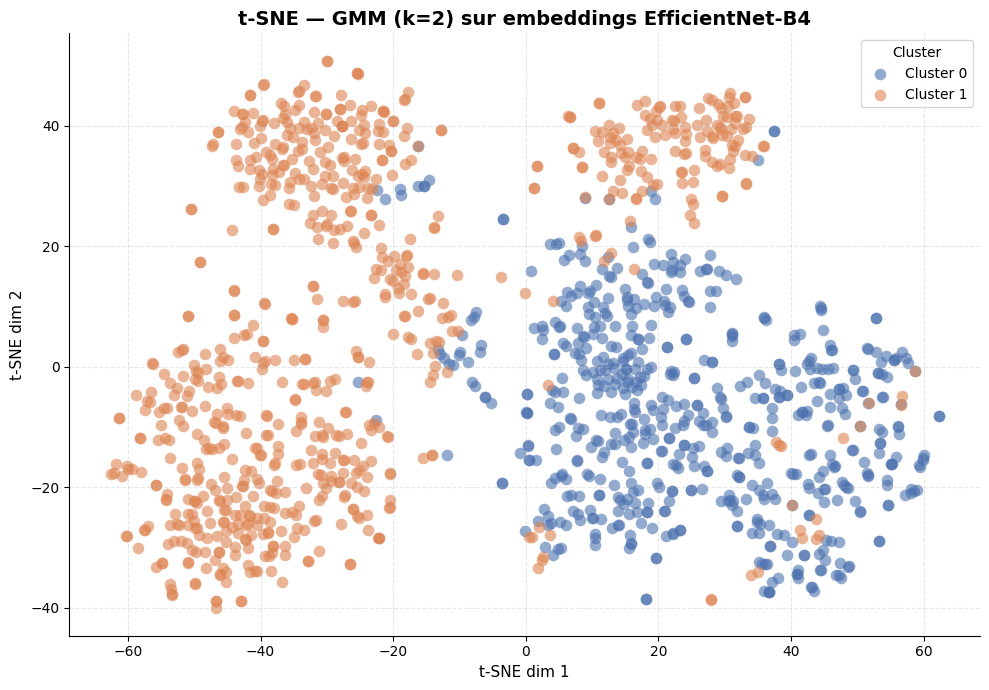 t-SNE — GMM (k=2) sur embeddings EfficientNet-B4
Cluster
Cluster 0
Cluster 1
t-SNE dim 2
40
20
0
−20
−40
−60
−40
−20
0
20
40
60
t-SNE dim 1